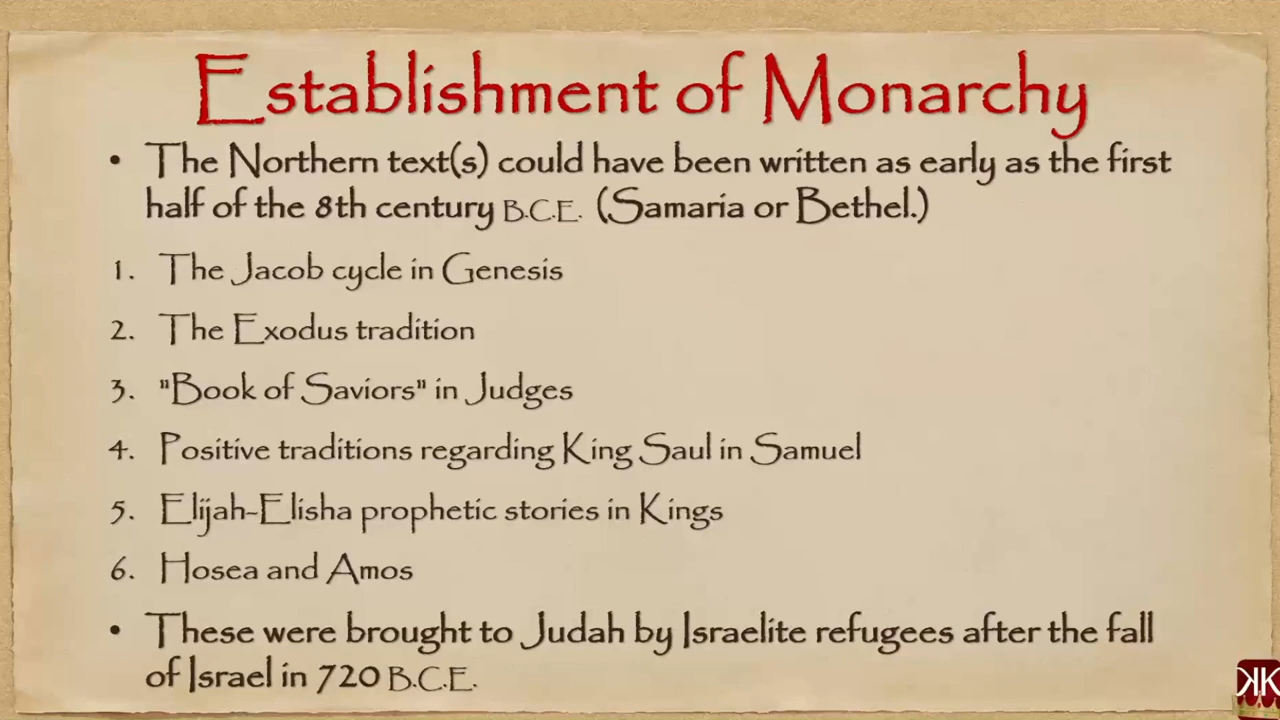 Establishment of Monarchy
• The Northern text(s) could have been written as early as the first
half of the 8th century B.C.E. (Samaria or Bethel.)
1. The Jacob cycle in Genesis
2. The Exodus tradition
3. "Book of Saviors" in Judges
4. Positive traditions regarding King Saul in Samuel
5. Elijah-Elisha prophetic stories in Kings
6. Hosea and Amos
• These were brought to Judah by Israelite refugees after the fall
of Israel in 720 B.C.E.
KK